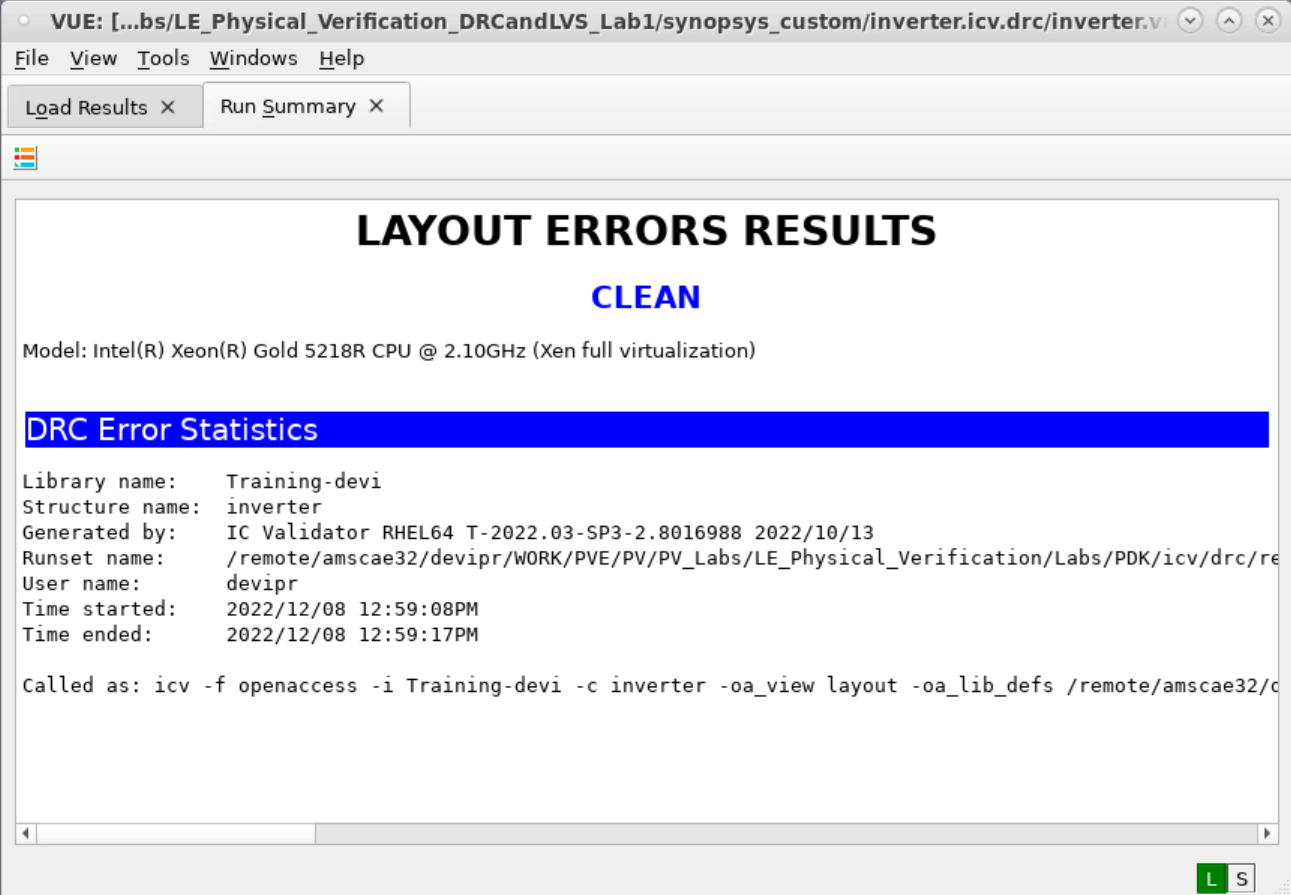 VUE: [...bs/LE_Physical_Verification_DRCandLVS_Lab1/synopsys_custom/inverter.icv.drc/inverter.v
File View Tools Windows Help
Load Results Run Summary
LAYOUT ERRORS RESULTS
CLEAN
Model: Intel(R) Xeon(R) Gold 5218R CPU @ 2.10GHz (Xen full virtualization)
DRC Error Statistics
Library name: Training-devi
Structure name: inverter
Generated by: IC Validator RHEL64 T-2022.03-SP3-2.8016988 2022/10/13
Runset name: /remote/amscae32/devipr/WORK/PVE/PV/PV_Labs/LE_Physical_Verification/Labs/PDK/icv/drc/re
User name: devipr
Time started: 2022/12/08 12:59:08PM
Time ended: 2022/12/08 12:59:17PM
Called as: icv -f openaccess -i Training-devi -c inverter -oa_view layout -oa_lib_defs /remote/amscae32/
L S